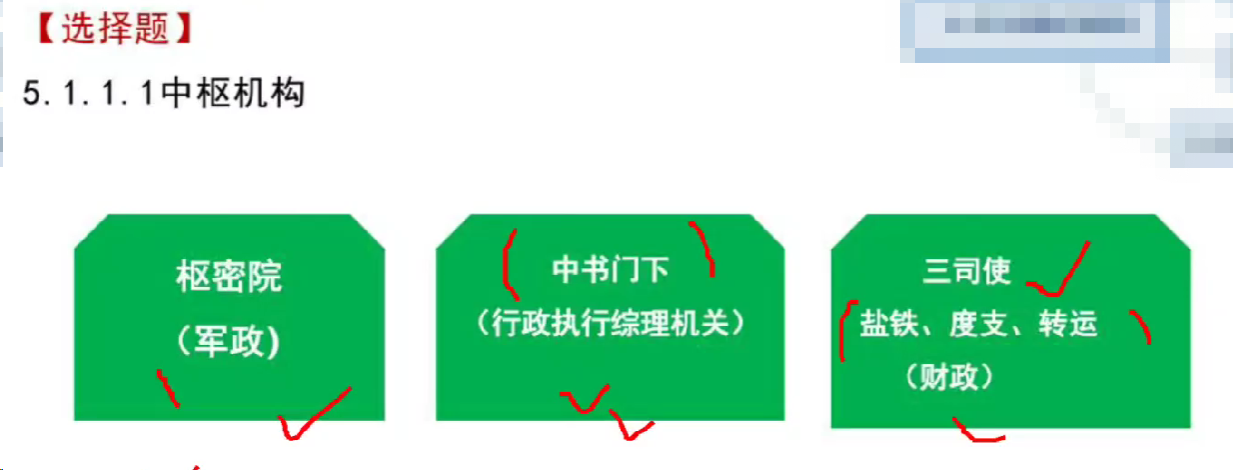 【选择题】
5.1.1.1中枢机构
枢密院
（军政)
中书门下
（行政执行综理机关）
三司使
盐铁、度支、转运
（财政）